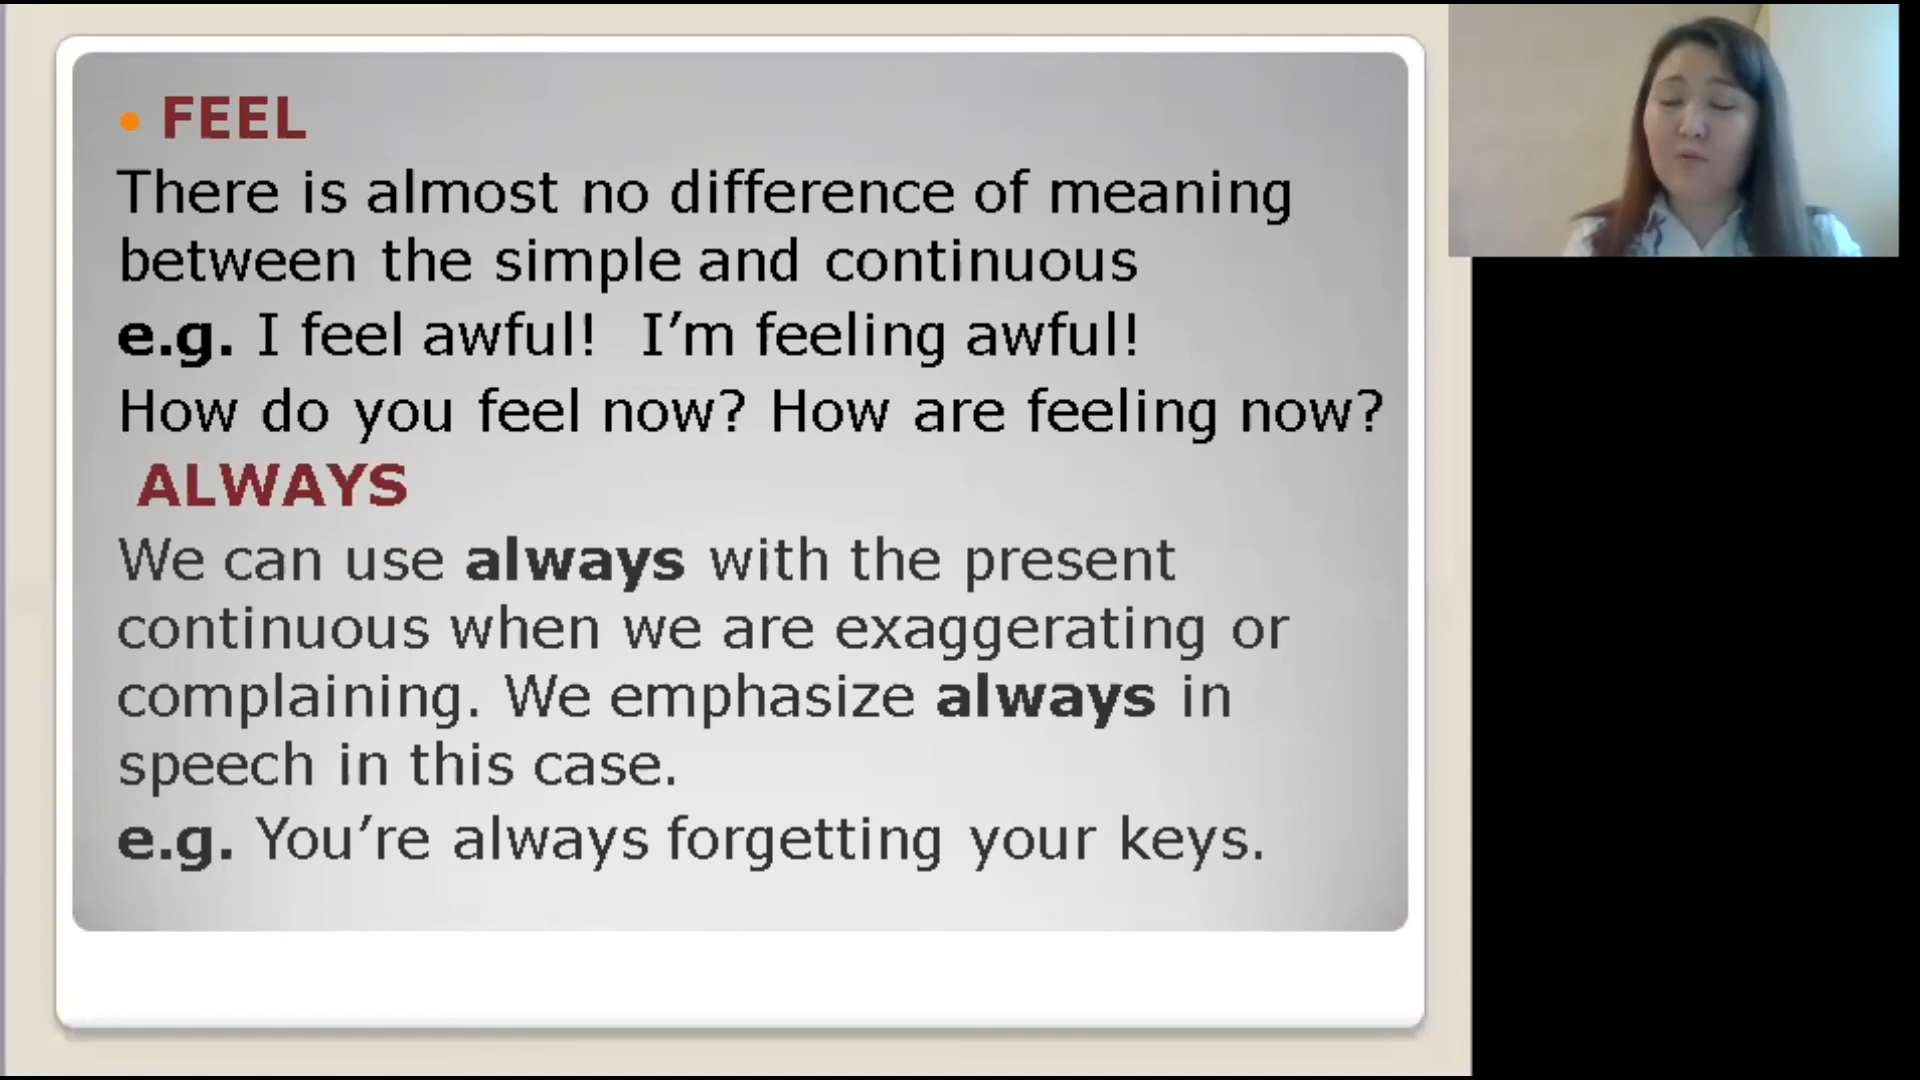 • FEEL
There is almost no difference of meaning
between the simple and continuous
e.g. I feel awful!  I’m feeling awful!
How do you feel now? How are feeling now?
ALWAYS
We can use always with the present
continuous when we are exaggerating or
complaining. We emphasize always in
speech in this case.
e.g. You’re always forgetting your keys.